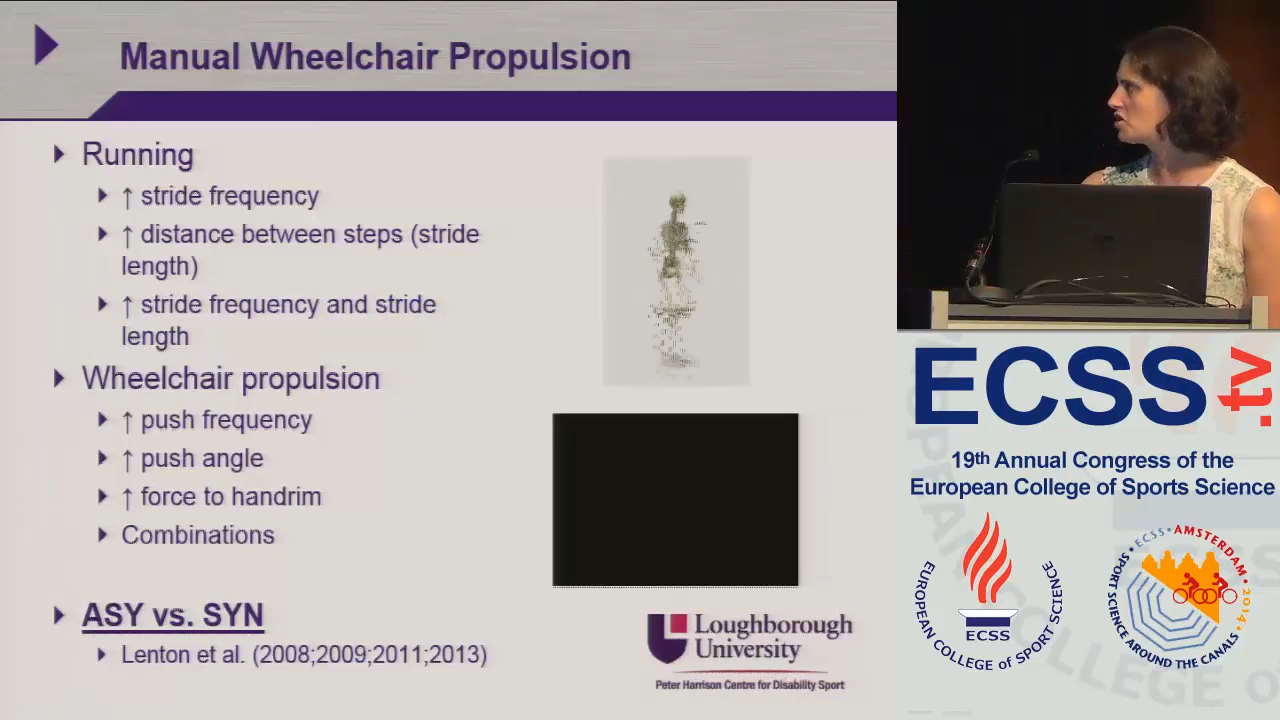 Manual Wheelchair Propulsion
Running
↑ stride frequency
↑ distance between steps (stride
length)
↑ stride frequency and stride
length
Wheelchair propulsion
↑ push frequency
↑ push angle
↑ force to handrim
Combinations
ASY vs. SYN
Lenton et al. (2008;2009;2011;2013)
Loughborough
University
Peter Harrison Centre for Disability Sport
ECSS.tv
19th Annual Congress of the
European College of Sports Science
EUROPEAN COLLEGE OF SPORT SCIENCE
ECSS
SPORT SCIENCE AROUND THE CANALS • ECSS • AMSTERDAM 2014 •